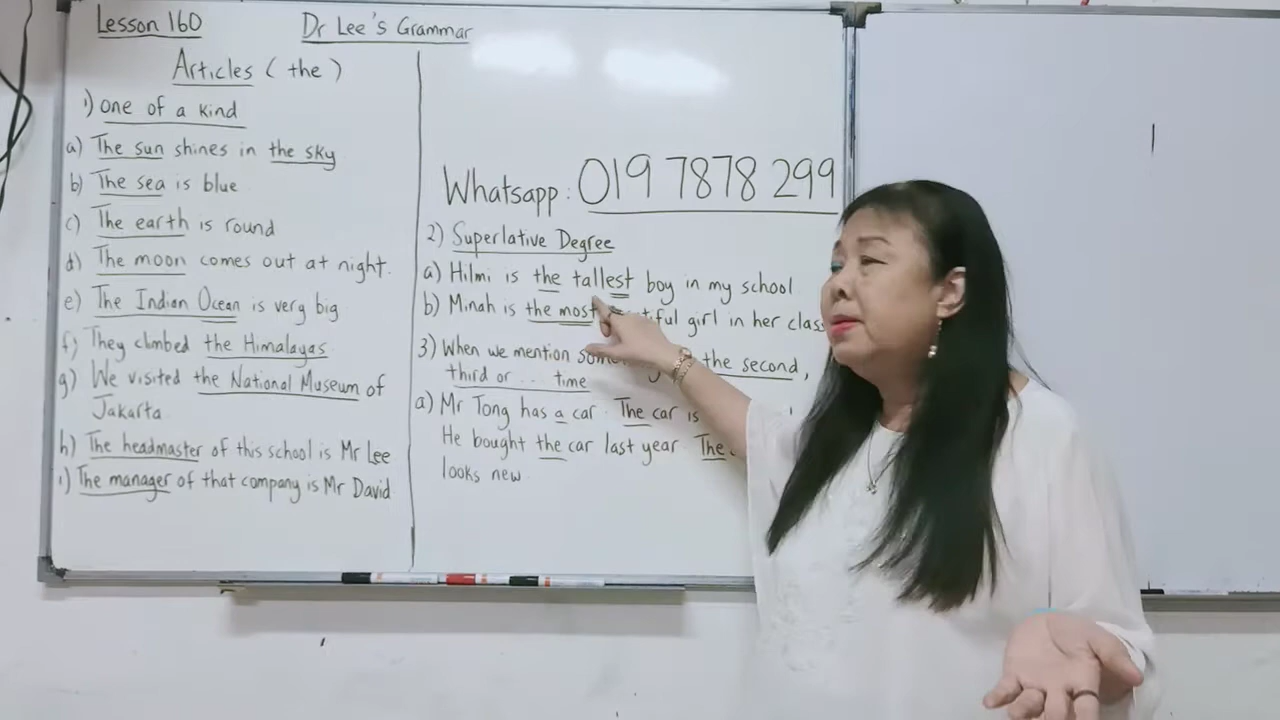 Lesson 160
Dr Lee's Grammar
Articles (the)
1) one of a kind
a) The sun shines in the sky
b) The sea is blue
c) The earth is round
d) The moon comes out at night.
e) The Indian Ocean is very big
f) They climbed the Himalayas
g) We visited the National Museum of
Jakarta
h) The headmaster of this school is Mr Lee
i) The manager of that company is Mr David
Whatsapp: 019 7878 299
2) Superlative Degree
a) Hilmi is the tallest boy in my school
b) Minah is the most girl in her class
3) When we mention the second,
third or ... time
a) Mr Tong has a car. The car is
He bought the car last year The
looks new